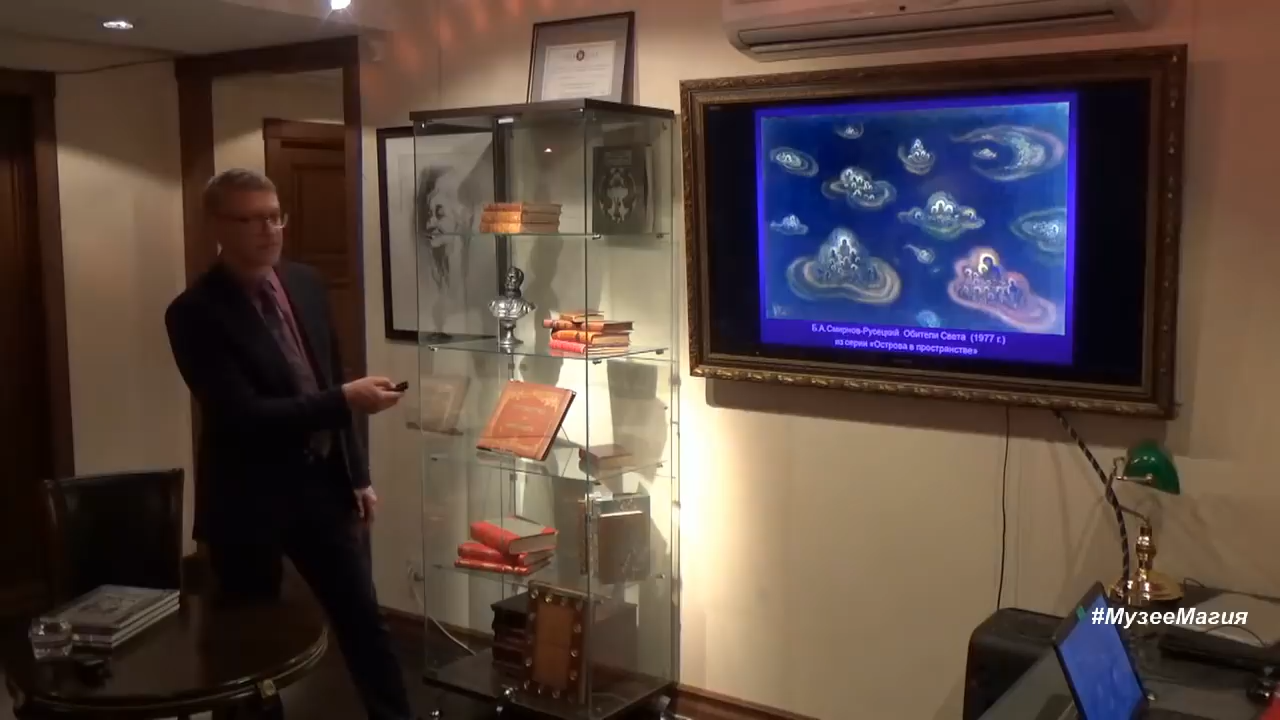 Б.А.Смирнов-Русецкий Обители Света (1977 г.)
из серии «Острова в пространстве»
#МузееМагия